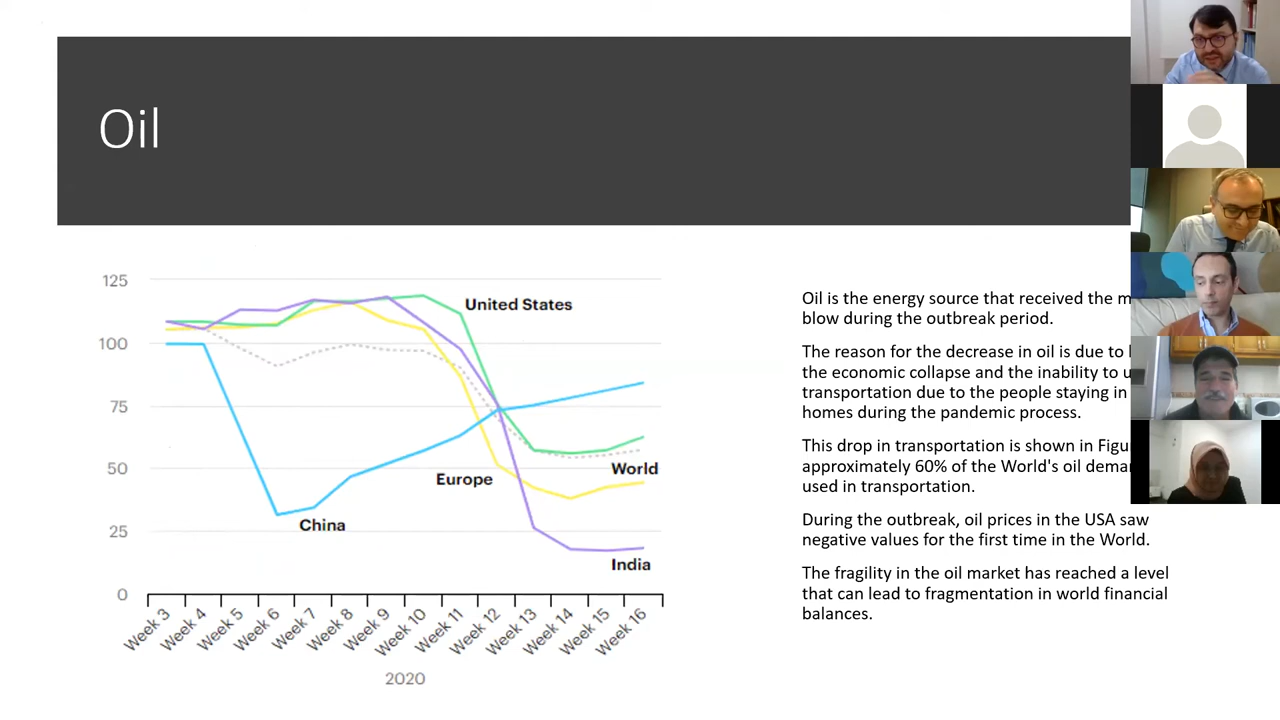 Oil
125
100
75
50
25
0
United States
World
Europe
China
India
Week 3
Week 4
Week 5
Week 6
Week 7
Week 8
Week 9
Week 10
Week 11
Week 12
Week 13
Week 14
Week 15
Week 16
2020
Oil is the energy source that received the
blow during the outbreak period.
The reason for the decrease in oil is due to
the economic collapse and the inability to
transportation due to the people staying in
homes during the pandemic process.
This drop in transportation is shown in
approximately 60% of the World's oil
used in transportation.
During the outbreak, oil prices in the USA saw
negative values for the first time in the World.
The fragility in the oil market has reached a level
that can lead to fragmentation in world financial
balances.